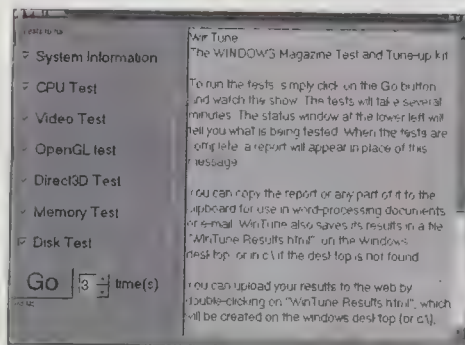 System Information
CPU Test
Video Test
OpenGL test
Direct3D Test
Memory Test
Disk Test
Go 3 time(s)
WinTune
The WINDOWS Magazine Test and Tune-up kit
To run the tests simply click on the Go button
and watch the show. The tests will take several
minutes. The status window at the lower left will
tell you what is being tested. When the tests are
complete, a report will appear in place of this
message
You can copy the report or any part of it to the
clipboard for use in word-processing documents
or e-mail. WinTune also saves its results in a file
"WinTune Results.html" on the windows
desktop, or in c:\ if the desktop is not found
You can upload your results to the web by
double-clicking on "WinTune Results.html", which
will be created on the windows desktop (or c:\).